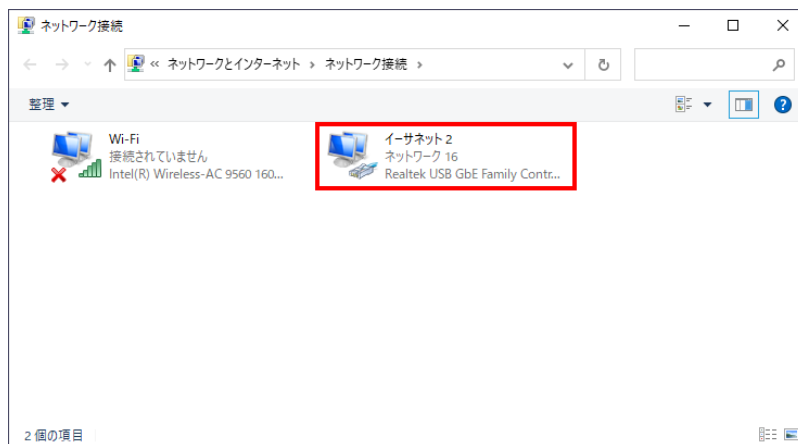 ネットワーク接続
« ネットワークとインターネット › ネットワーク接続 ›
整理
Wi-Fi
接続されていません
Intel(R) Wireless-AC 9560 160...
イーサネット 2
ネットワーク 16
Realtek USB GbE Family Contr...
2 個の項目